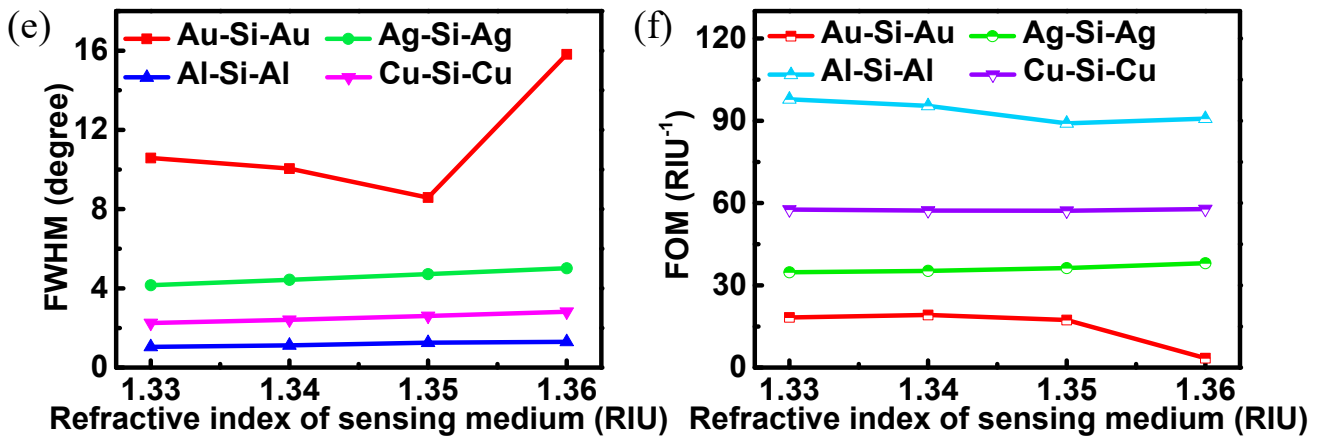 (e)
Au-Si-Au Ag-Si-Ag
Al-Si-Al Cu-Si-Cu
FWHM (degree)
16
12
8
4
0
1.33 1.34 1.35 1.36
Refractive index of sensing medium (RIU)
(f)
Au-Si-Au Ag-Si-Ag
Al-Si-Al Cu-Si-Cu
FOM (RIU-1)
120
90
60
30
0
1.33 1.34 1.35 1.36
Refractive index of sensing medium (RIU)